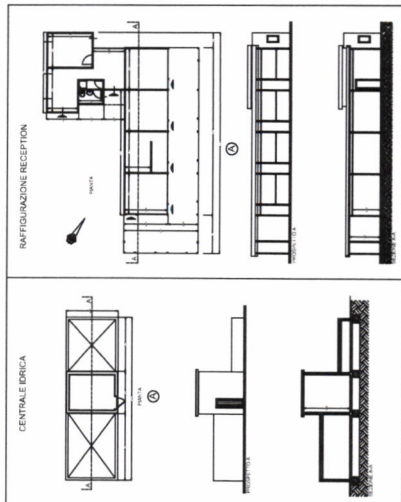 RAFFIGURAZIONE RECEPTION
PIANTA
A
A
A
PROSPETTO A
SEZIONE A-A
CENTRALE IDRICA
A
A
PIANTA
A
PROSPETTO A
SEZIONE A-A